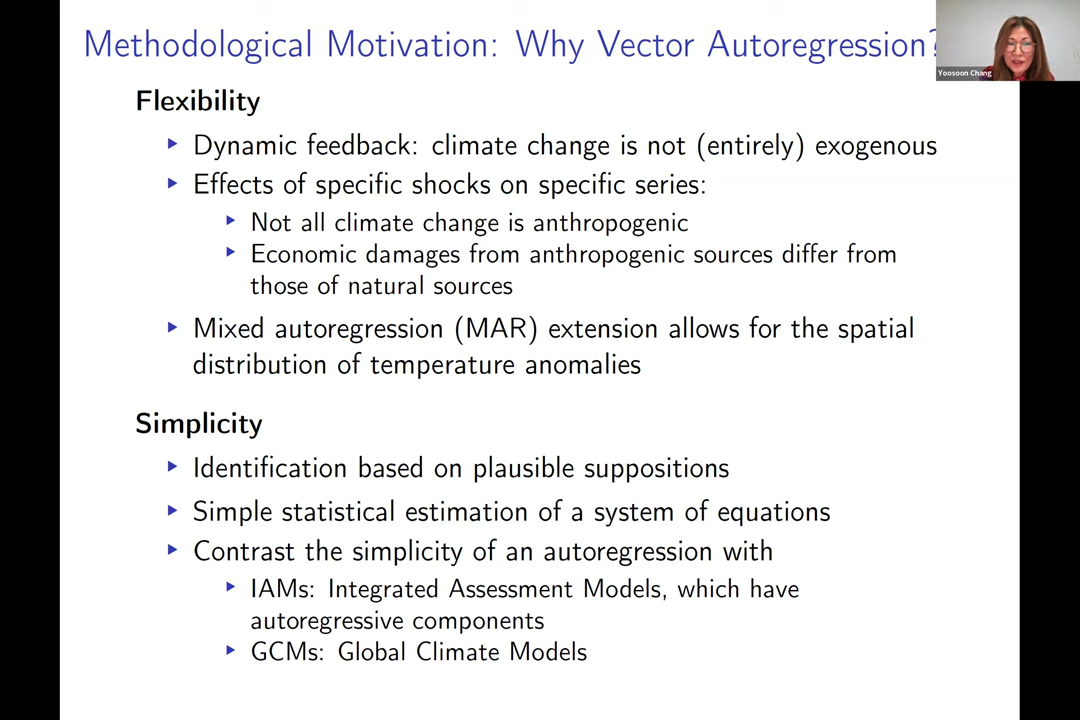 Methodological Motivation: Why Vector Autoregression?
Yoosoon Chang
Flexibility
Dynamic feedback: climate change is not (entirely) exogenous
Effects of specific shocks on specific series:
Not all climate change is anthropogenic
Economic damages from anthropogenic sources differ from
those of natural sources
Mixed autoregression (MAR) extension allows for the spatial
distribution of temperature anomalies
Simplicity
Identification based on plausible suppositions
Simple statistical estimation of a system of equations
Contrast the simplicity of an autoregression with
IAMs: Integrated Assessment Models, which have
autoregressive components
GCMs: Global Climate Models